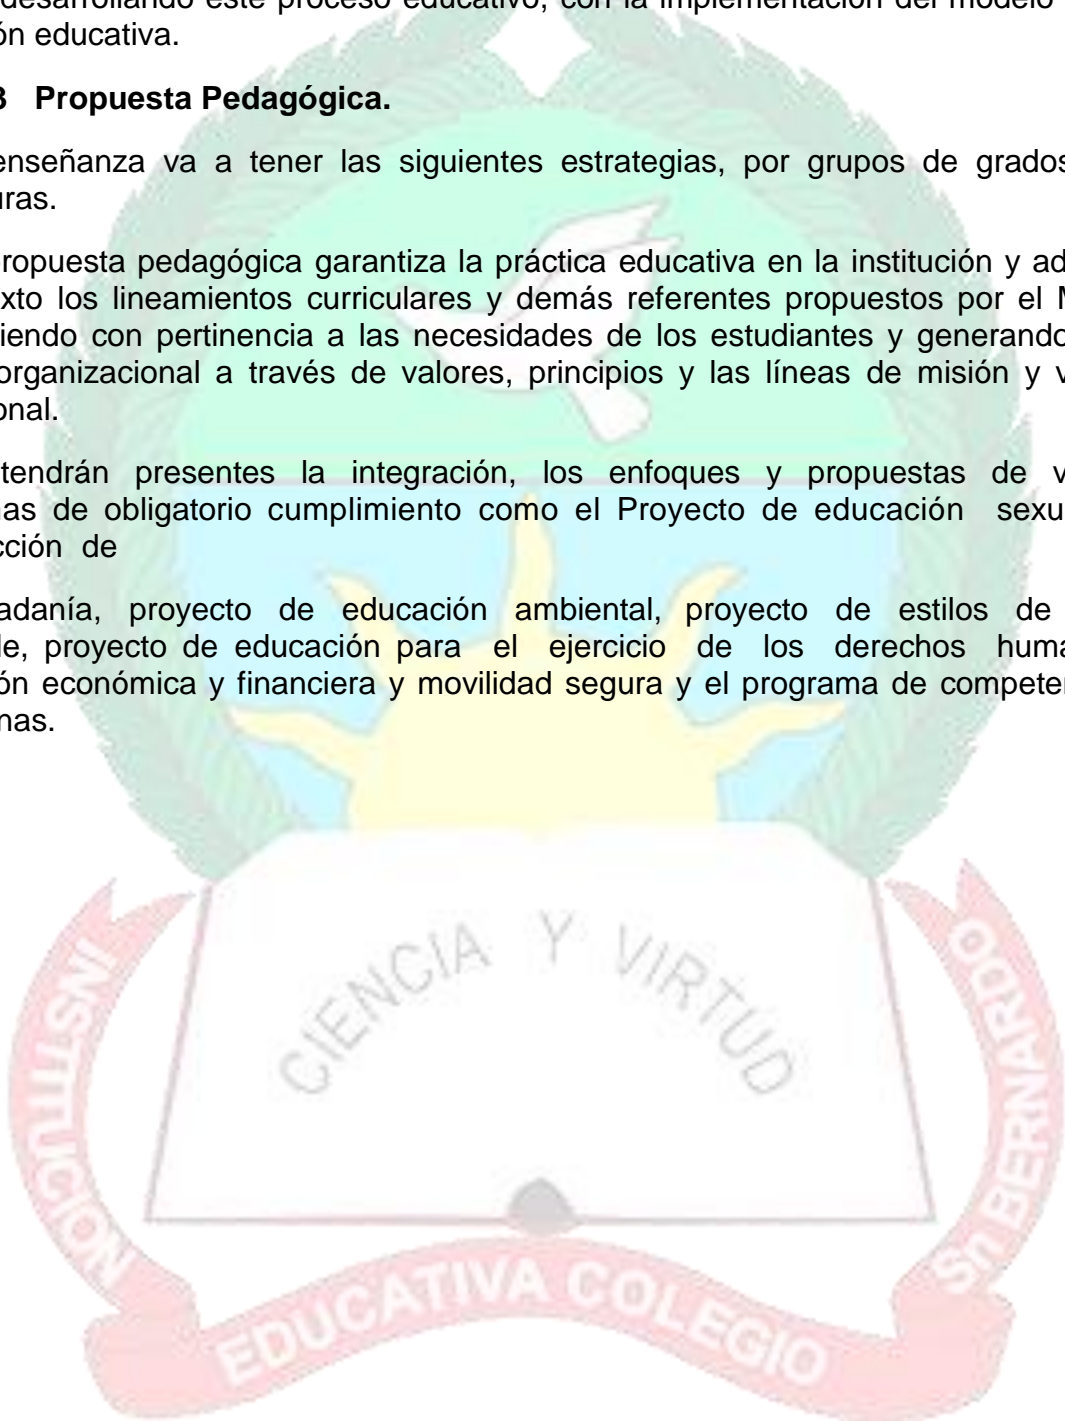 desarrollando este proceso educativo, con la implementación del modelo
ón educativa.
3 Propuesta Pedagógica.
enseñanza va a tener las siguientes estrategias, por grupos de grados
uras.
ropuesta pedagógica garantiza la práctica educativa en la institución y ad
xto los lineamientos curriculares y demás referentes propuestos por el M
iendo con pertinencia a las necesidades de los estudiantes y generando
organizacional a través de valores, principios y las líneas de misión y v
onal.
tendrán presentes la integración, los enfoques y propuestas de v
nas de obligatorio cumplimiento como el Proyecto de educación sexu
cción de
adanía, proyecto de educación ambiental, proyecto de estilos de
le, proyecto de educación para el ejercicio de los derechos huma
ón económica y financiera y movilidad segura y el programa de competer
nas.
CIENCIA Y VIRTUD
INSTITUCION
EDUCATIVA COLEGIO
Sn BERNARDO